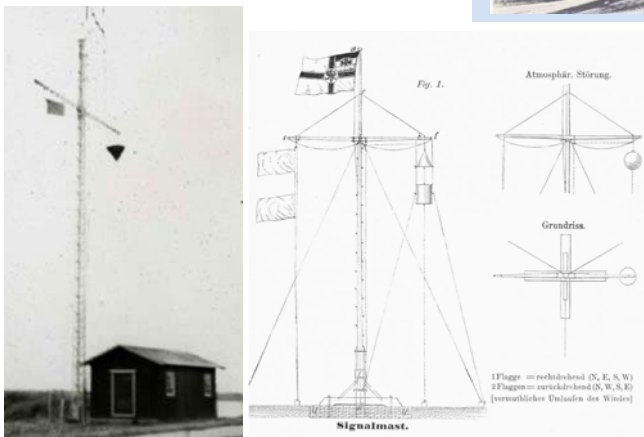 Fig. 1.
Atmosphär. Störung.
Grundriss.
1 Flagge = rechtdrehend (N, E, S, W)
2 Flaggen = zurückdrehend (N, W, S, E)
[vermuthliches Umlaufen des Windes]
Signalmast.